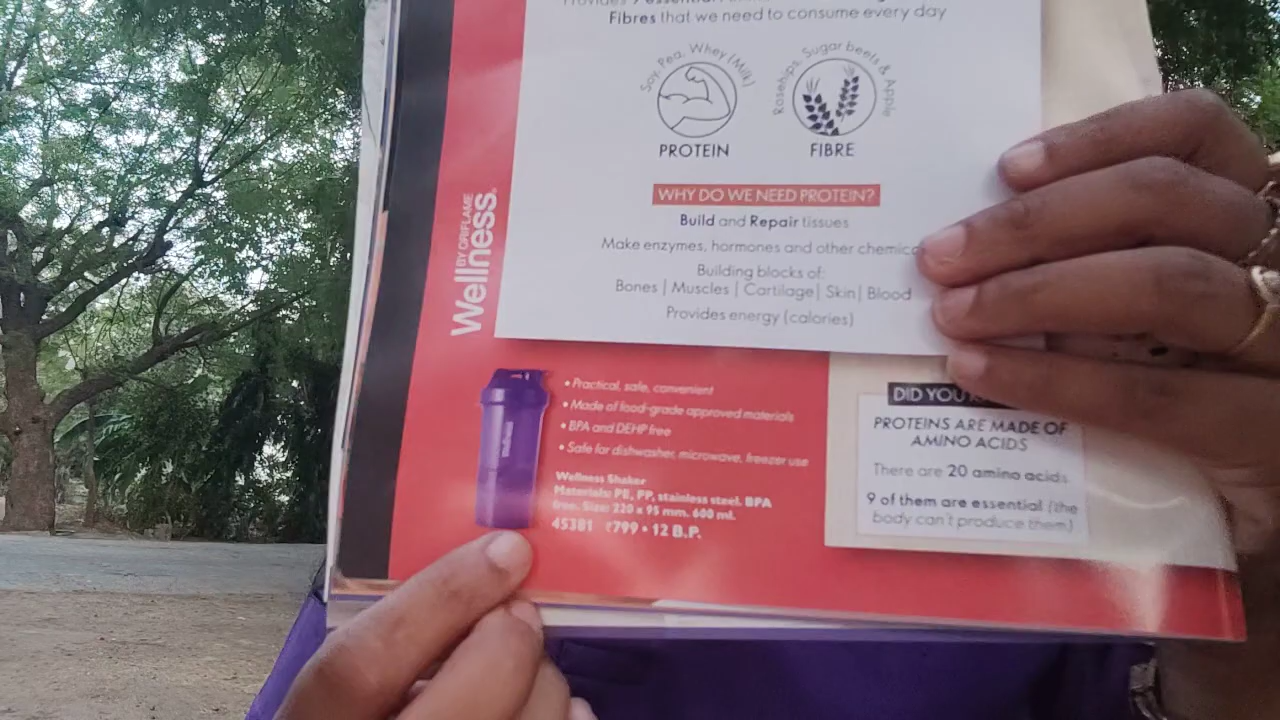 Provides 9 essential
Fibres that we need to consume every day
Soy, Pea, Whey (Milk)
PROTEIN
Rosehips, Sugar beets & Apple
FIBRE
WHY DO WE NEED PROTEIN?
Build and Repair tissues
Make enzymes, hormones and other chemica
Building blocks of:
Bones | Muscles | Cartilage| Skin| Blood
Provides energy (calories)
Wellness®
BY ORIFLAME
• Practical, safe, convenient
• Made of food-grade approved materials
• BPA and DEHP free
• Safe for dishwasher, microwave, freezer use
Wellness Shaker
Materials: PE, PP, stainless steel. BPA
free. Size: 220 x 95 mm. 600 ml.
45381 ₹799 • 12 B.P.
DID YOU
PROTEINS ARE MADE OF
AMINO ACIDS
There are 20 amino acids
9 of them are essential (the
body can't produce them)